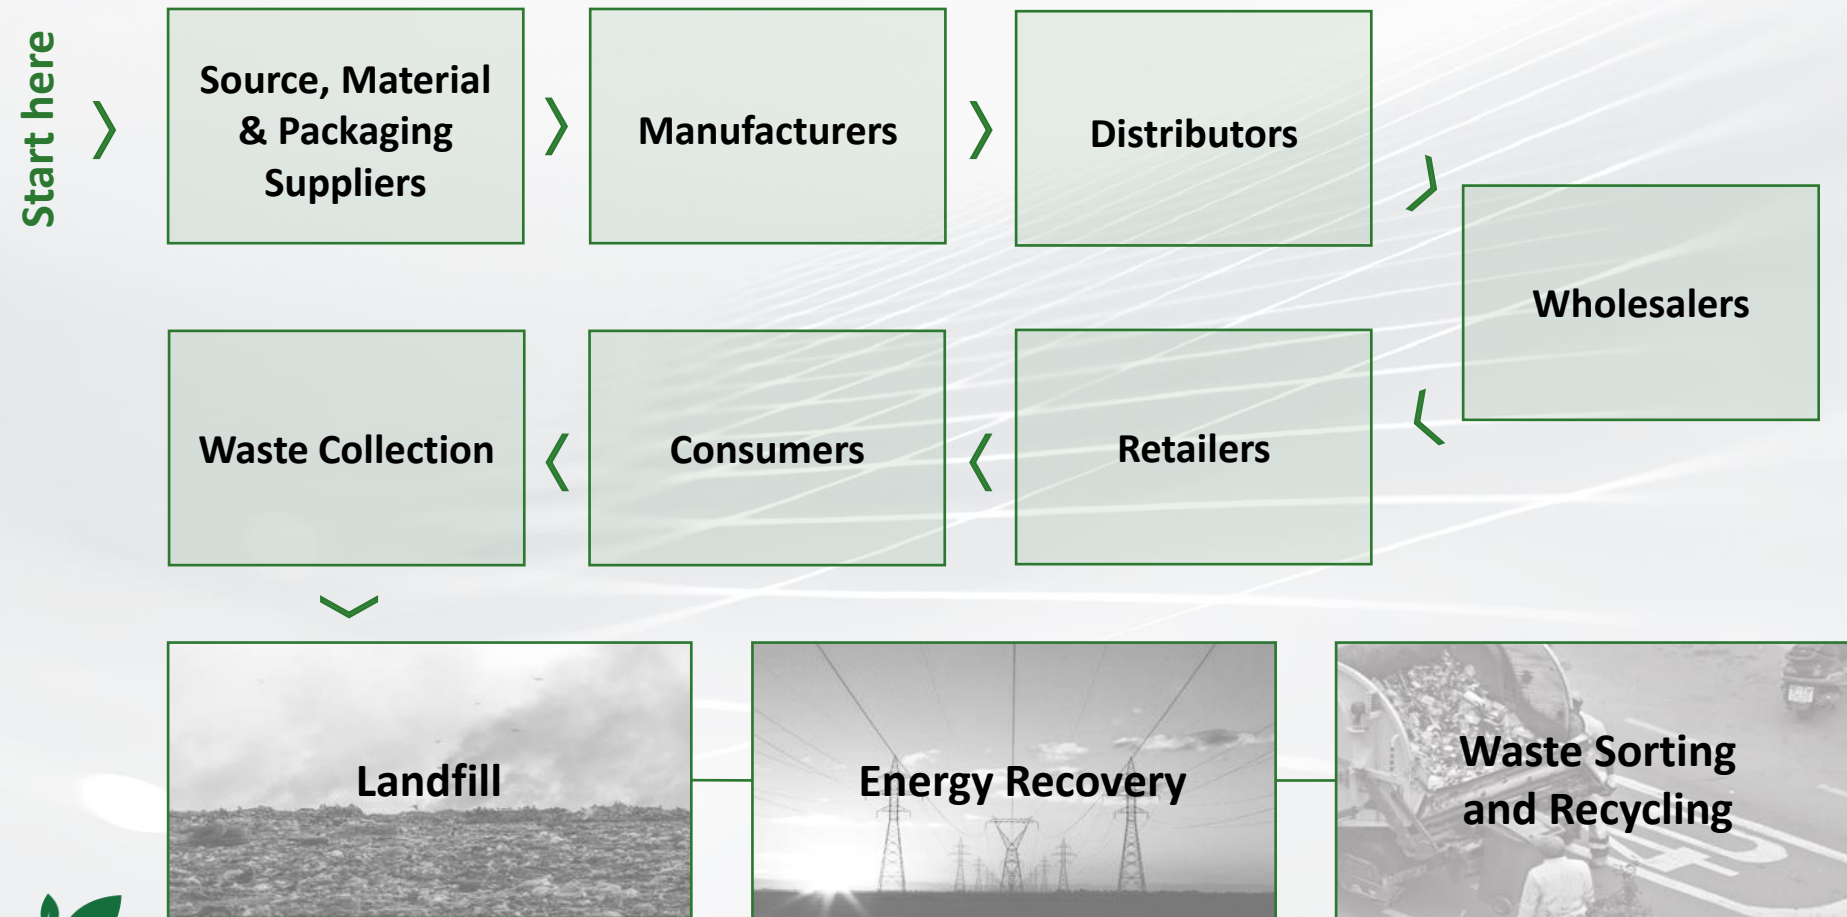 Start here
Source, Material
& Packaging
Suppliers
Manufacturers
Distributors
Wholesalers
Retailers
Consumers
Waste Collection
Landfill
Energy Recovery
Waste Sorting
and Recycling